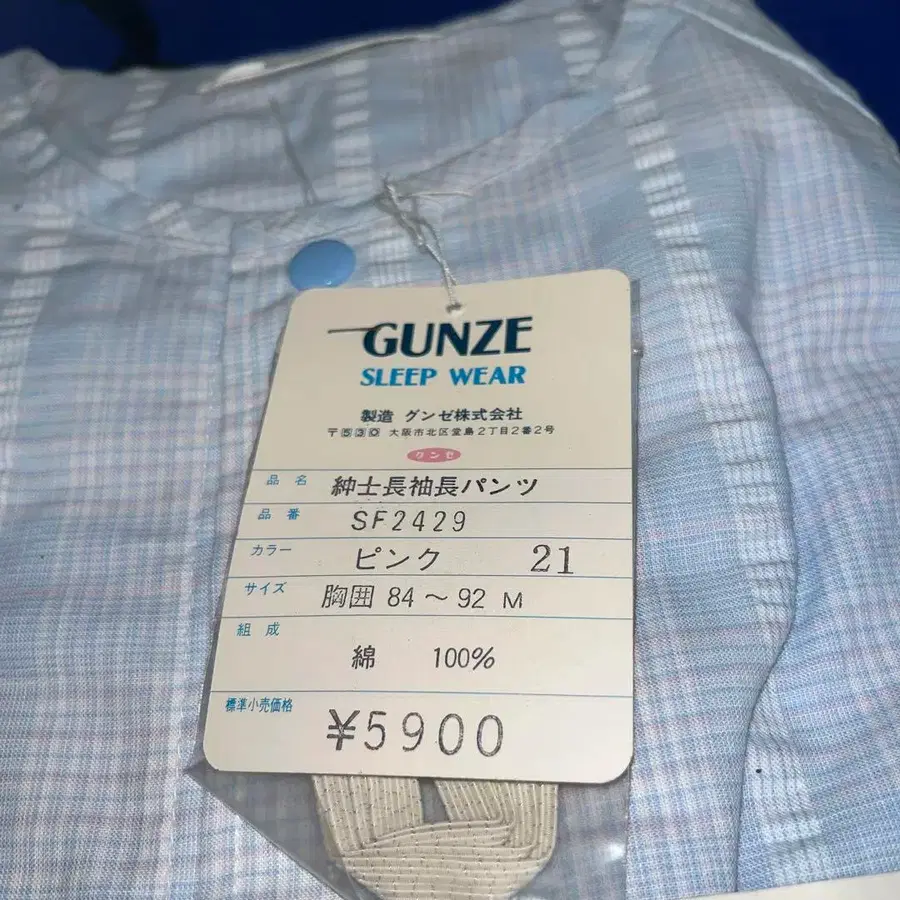 GUNZE
SLEEP WEAR
製造 グンゼ株式会社
〒530 大阪市北区堂島2丁目2番2号
グンゼ
品名 紳士長袖長パンツ
品番 SF2429
カラー ピンク 21
サイズ 胸囲 84～92 M
組成
綿 100%
標準小売価格
¥5900